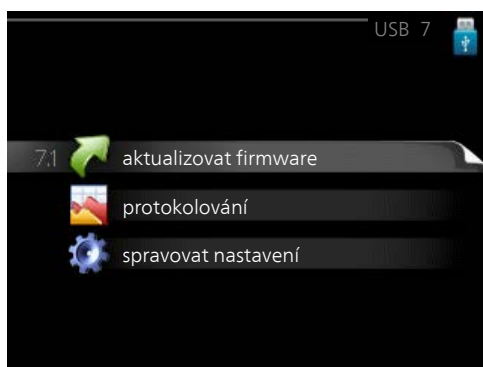 USB 7
7.1 aktualizovat firmware
protokolování
spravovat nastavení